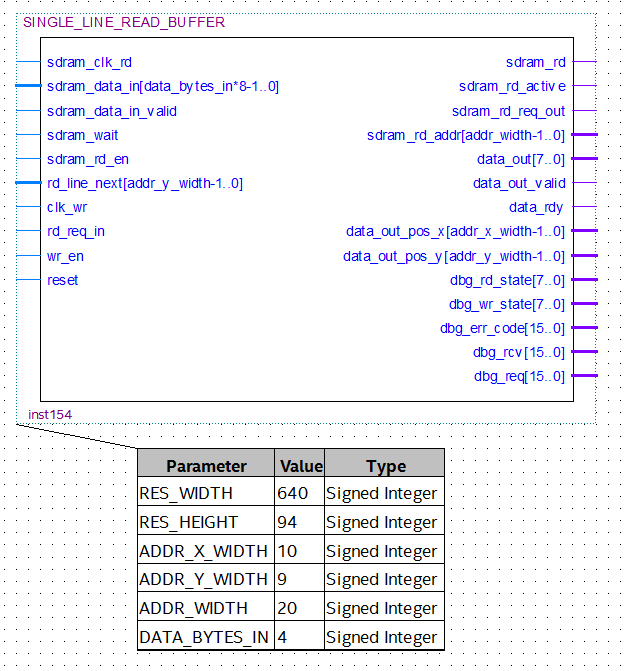 SINGLE_LINE_READ_BUFFER
sdram_clk_rd sdram_rd
sdram_data_in[data_bytes_in*8-1..0] sdram_rd_active
sdram_data_in_valid sdram_rd_req_out
sdram_wait sdram_rd_addr[addr_width-1..0]
sdram_rd_en data_out[7..0]
rd_line_next[addr_y_width-1..0] data_out_valid
clk_wr data_rdy
rd_req_in data_out_pos_x[addr_x_width-1..0]
wr_en data_out_pos_y[addr_y_width-1..0]
reset dbg_rd_state[7..0]
dbg_wr_state[7..0]
dbg_err_code[15..0]
dbg_rcv[15..0]
dbg_req[15..0]
inst154
Parameter Value Type
RES_WIDTH 640 Signed Integer
RES_HEIGHT 94 Signed Integer
ADDR_X_WIDTH 10 Signed Integer
ADDR_Y_WIDTH 9 Signed Integer
ADDR_WIDTH 20 Signed Integer
DATA_BYTES_IN 4 Signed Integer